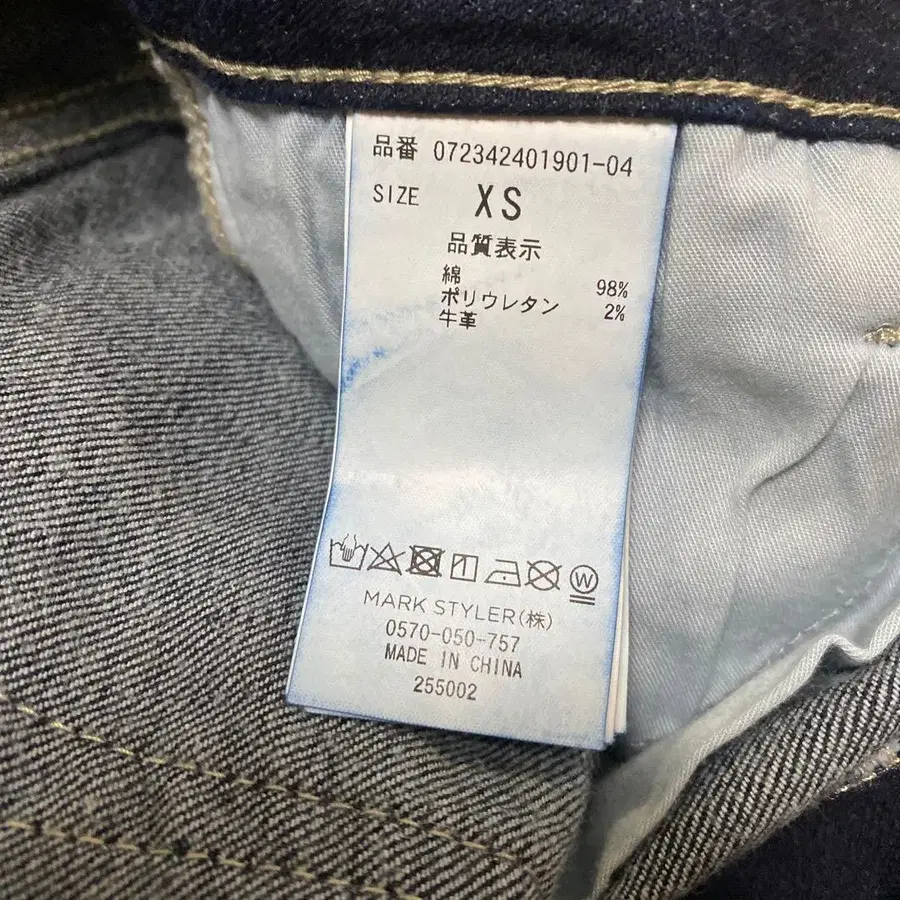 品番 072342401901-04
SIZE XS
品質表示
綿 98%
ポリウレタン 2%
牛革
W
MARK STYLER(株)
0570-050-757
MADE IN CHINA
255002